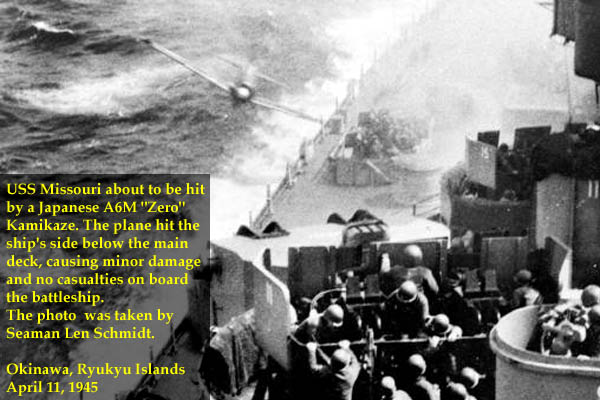 USS Missouri about to be hit
by a Japanese A6M "Zero"
Kamikaze. The plane hit the
ship's side below the main
deck, causing minor damage
and no casualties on board
the battleship.
The photo  was taken by
Seaman Len Schmidt.
Okinawa, Ryukyu Islands
April 11, 1945
15
11